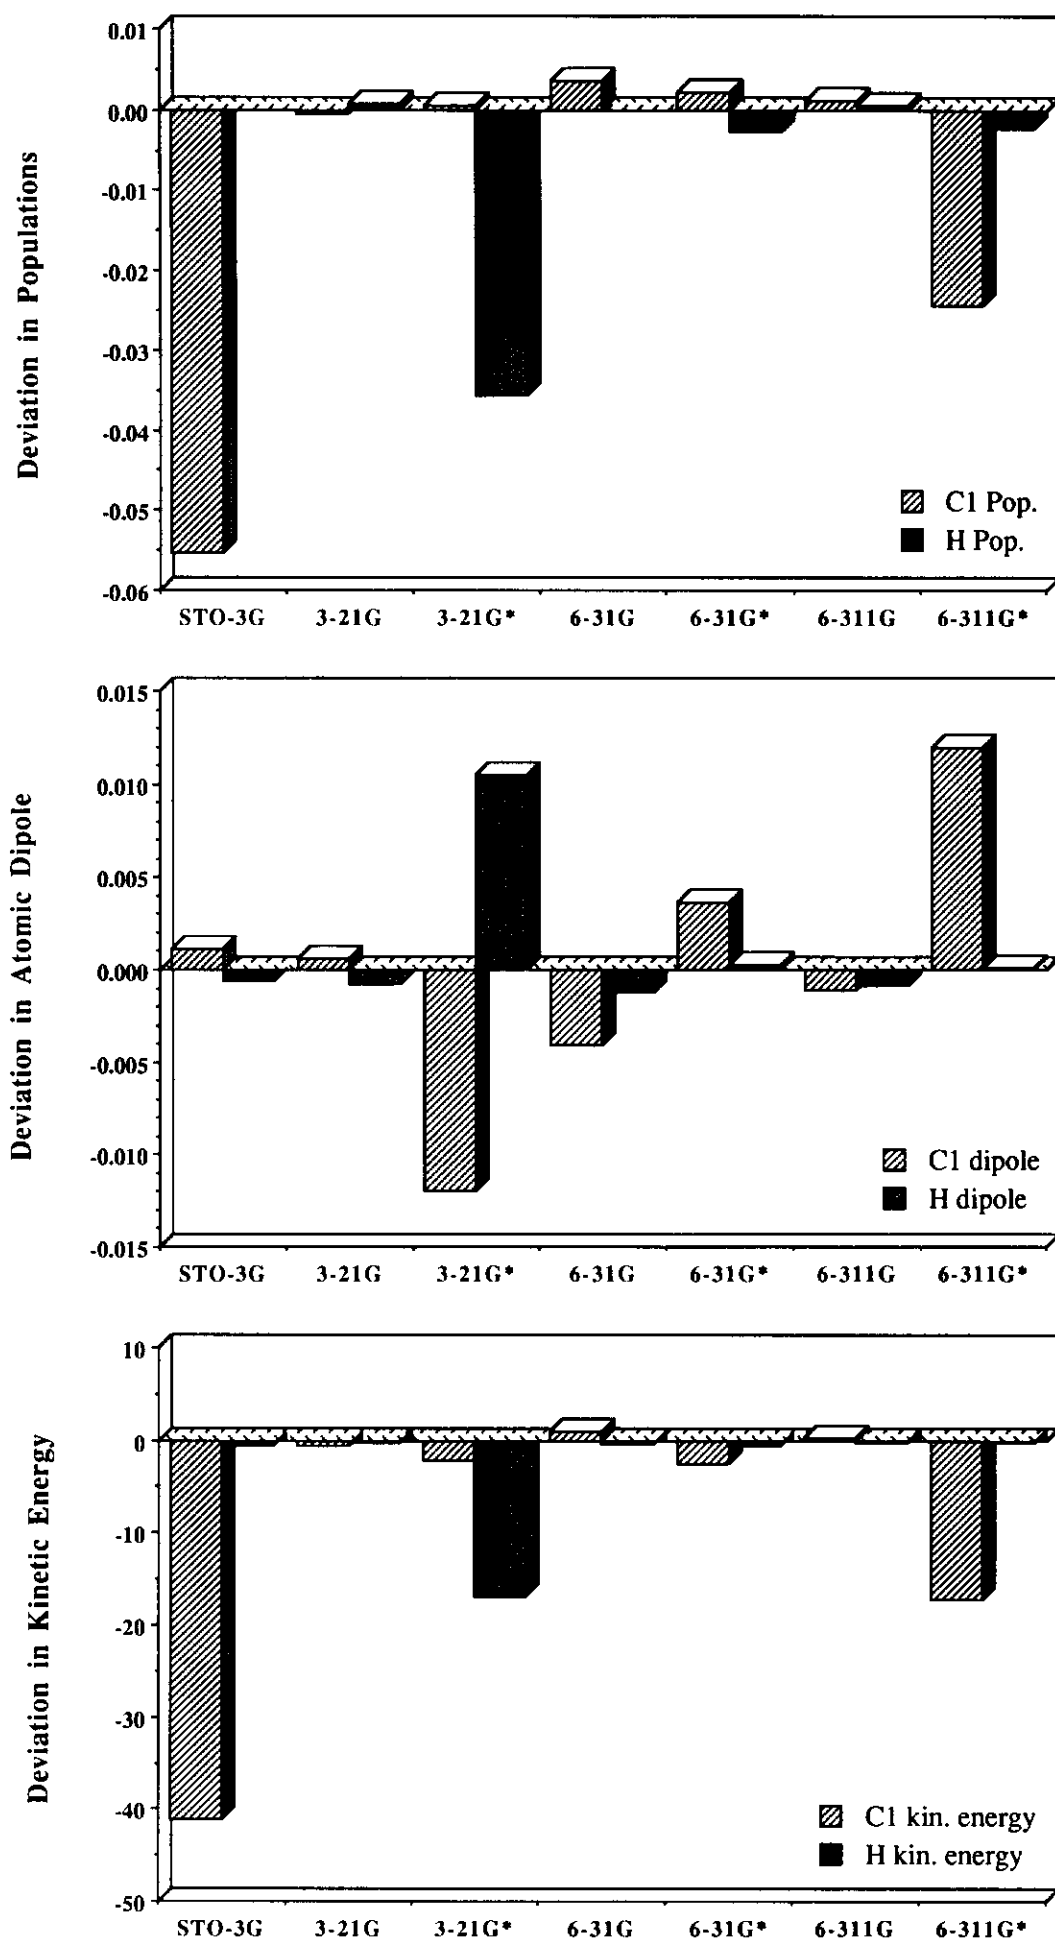 Deviation in Populations
0.01
0.00
-0.01
-0.02
-0.03
-0.04
-0.05
-0.06
C1 Pop.
H Pop.
STO-3G 3-21G 3-21G* 6-31G 6-31G* 6-311G 6-311G*
Deviation in Atomic Dipole
0.015
0.010
0.005
0.000
-0.005
-0.010
-0.015
C1 dipole
H dipole
STO-3G 3-21G 3-21G* 6-31G 6-31G* 6-311G 6-311G*
Deviation in Kinetic Energy
10
0
-10
-20
-30
-40
-50
C1 kin. energy
H kin. energy
STO-3G 3-21G 3-21G* 6-31G 6-31G* 6-311G 6-311G*